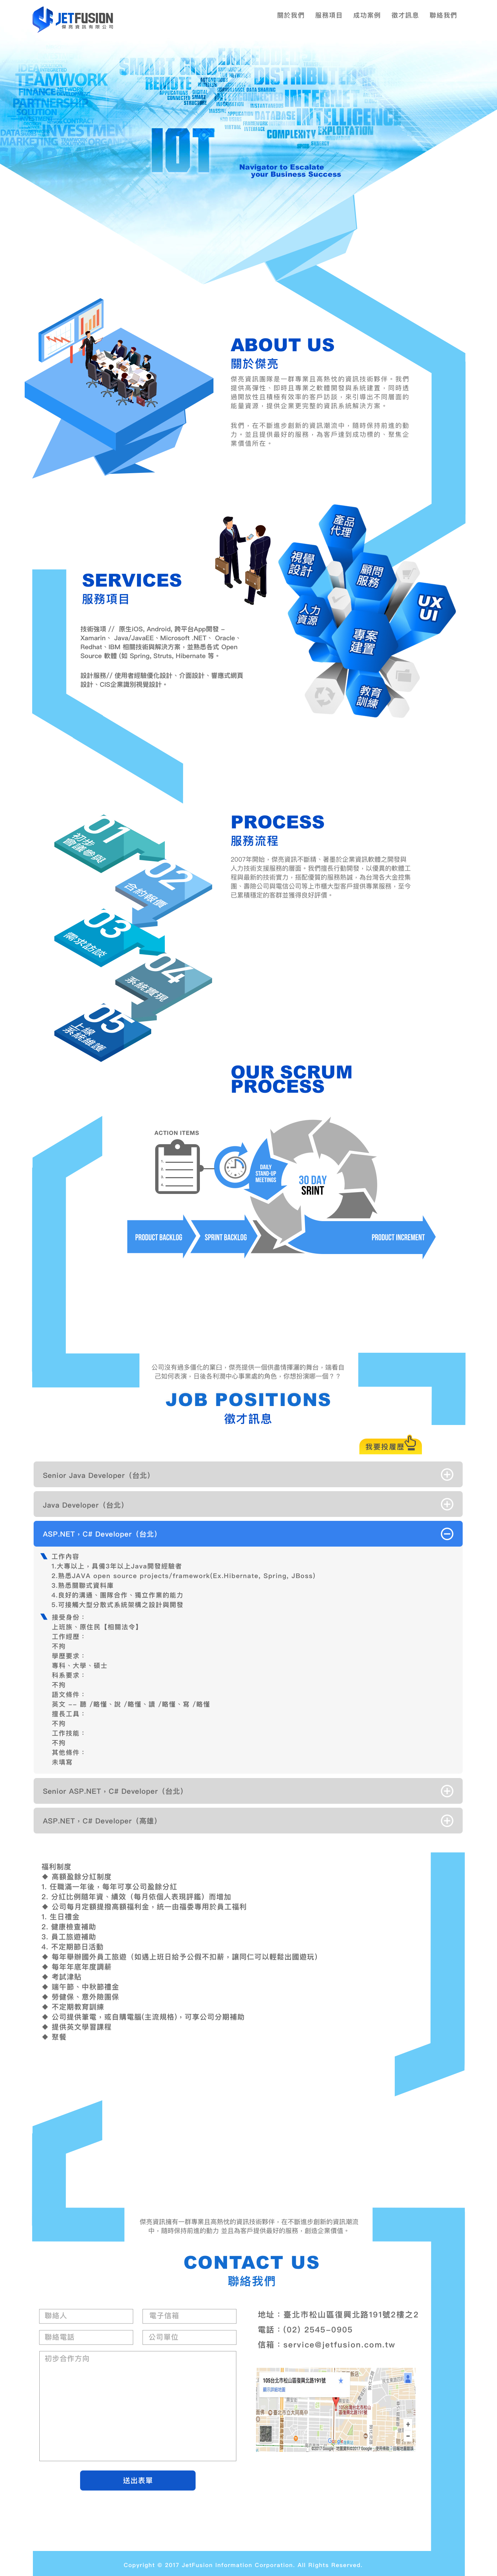 JETFUSION
傑亮資訊有限公司
關於我們 服務項目 成功案例 徵才訊息 聯絡我們
TEAMWORK
FINANCE
PARTNERSHIP
SOLUTION
INVESTMENT
MARKETING
REMOTE
DATABASE
INTELLIGENCE
COMPLEXITY
EXPLOITATION
IOT
Navigator to Escalate
your Business Success
ABOUT US
關於傑亮
傑亮資訊團隊是一群專業且高熱忱的資訊技術夥伴。我們
提供高彈性、即時且專業之軟體開發與系統建置，同時透
過開放性且積極有效率的客戶訪談，來引導出不同層面的
能量資源，提供企業更完整的資訊系統解決方案。
我們，在不斷進步創新的資訊潮流中，隨時保持前進的動
力。並且提供最好的服務，為客戶達到成功標的、聚焦企
業價值所在。
產品
代理
視覺
設計
顧問
服務
人力
資源
UX
UI
專案
建置
教育
訓練
SERVICES
服務項目
技術強項 // 原生iOS, Android, 跨平台App開發 –
Xamarin、 Java/JavaEE、Microsoft .NET、 Oracle、
Redhat、IBM 相關技術與解決方案，並熟悉各式 Open
Source 軟體 (如 Spring, Struts, Hibernate 等。
設計服務// 使用者經驗優化設計、介面設計、響應式網頁
設計、CIS企業識別視覺設計。
PROCESS
服務流程
2007年開始，傑亮資訊不斷精、著墨於企業資訊軟體之開發與
人力技術支援服務的層面。我們擅長行動開發，以優異的軟體工
程與最新的技術實力，搭配優質的服務熱誠，為台灣各大金控集
團、壽險公司與電信公司等上市櫃大型客戶提供專業服務，至今
已累積穩定的客群並獲得良好評價。
01
初步
會議參與
02
合約報價
03
需求訪談
04
系統實現
05
上線
系統維護
OUR SCRUM
PROCESS
ACTION ITEMS
DAILY
STAND-UP
MEETINGS
30 DAY
SRINT
PRODUCT BACKLOG
SPRINT BACKLOG
PRODUCT INCREMENT
公司沒有過多僵化的窠臼，傑亮提供一個供盡情揮灑的舞台，端看自
己如何表演，日後各利潤中心事業處的角色，你想扮演哪一個？？
JOB POSITIONS
徵才訊息
我要投履歷
Senior Java Developer（台北）
Java Developer（台北）
ASP.NET，C# Developer（台北）
工作內容
1.大專以上，具備3年以上Java開發經驗者
2.熟悉JAVA open source projects/framework(Ex.Hibernate, Spring, JBoss)
3.熟悉關聯式資料庫
4.良好的溝通、團隊合作、獨立作業的能力
5.可接觸大型分散式系統架構之設計與開發
接受身份：
上班族、原住民【相關法令】
工作經歷：
不拘
學歷要求：
專科、大學、碩士
科系要求：
不拘
語文條件：
英文 -- 聽 /略懂、說 /略懂、讀 /略懂、寫 /略懂
擅長工具：
不拘
工作技能：
不拘
其他條件：
未填寫
Senior ASP.NET，C# Developer（台北）
ASP.NET，C# Developer（高雄）
福利制度
◆ 高額盈餘分紅制度
1. 任職滿一年後，每年可享公司盈餘分紅
2. 分紅比例隨年資、績效（每月依個人表現評鑑）而增加
◆ 公司每月定額提撥高額福利金，統一由福委專用於員工福利
1. 生日禮金
2. 健康檢查補助
3. 員工旅遊補助
4. 不定期節日活動
◆ 每年舉辦國外員工旅遊（如遇上班日給予公假不扣薪，讓同仁可以輕鬆出國遊玩）
◆ 每年年底年度調薪
◆ 考試津貼
◆ 端午節、中秋節禮金
◆ 勞健保、意外險團保
◆ 不定期教育訓練
◆ 公司提供筆電，或自購電腦(主流規格)，可享公司分期補助
◆ 提供英文學習課程
◆ 聚餐
傑亮資訊擁有一群專業且高熱忱的資訊技術夥伴，在不斷進步創新的資訊潮流
中，隨時保持前進的動力 並且為客戶提供最好的服務，創造企業價值。
CONTACT US
聯絡我們
聯絡人 電子信箱
聯絡電話 公司單位
初步合作方向
送出表單
地址：臺北市松山區復興北路191號2樓之2
電話：(02) 2545-0905
信箱：service@jetfusion.com.tw
105台北市松山區復興北路191號
顯示詳細地圖
Copyright © 2017 JetFusion Information Corporation. All Rights Reserved.